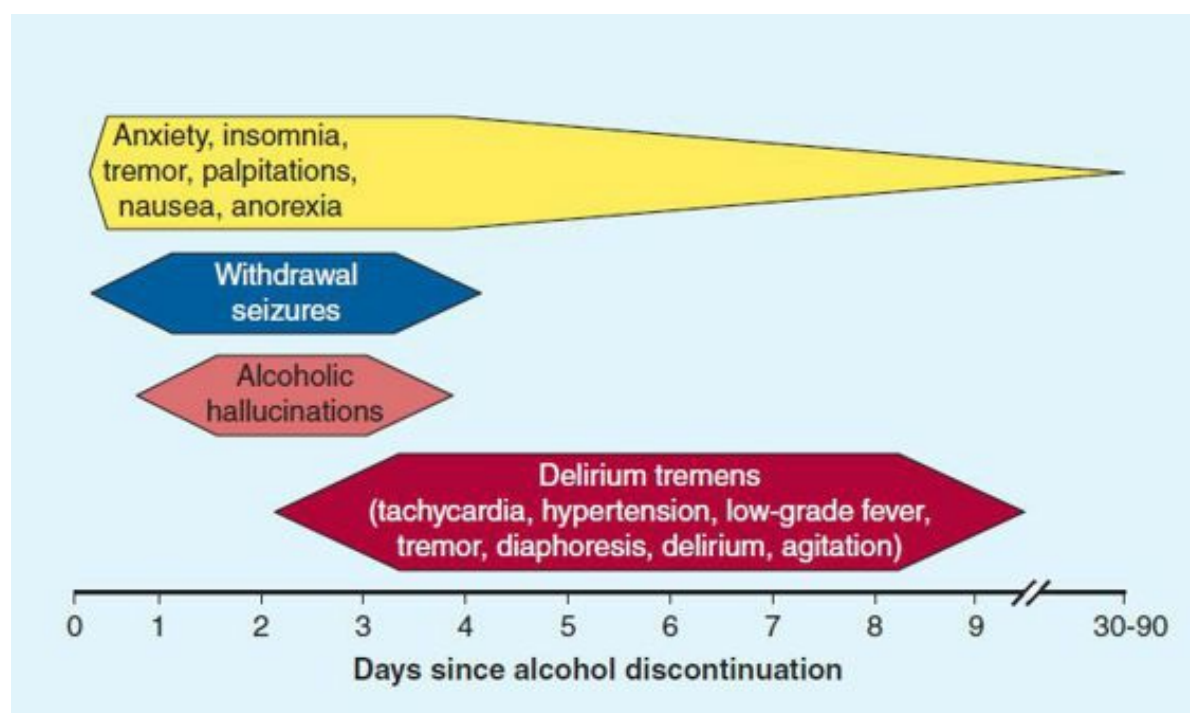 Anxiety, insomnia,
tremor, palpitations,
nausea, anorexia
Withdrawal
seizures
Alcoholic
hallucinations
Delirium tremens
(tachycardia, hypertension, low-grade fever,
tremor, diaphoresis, delirium, agitation)
0 1 2 3 4 5 6 7 8 9 30-90
Days since alcohol discontinuation